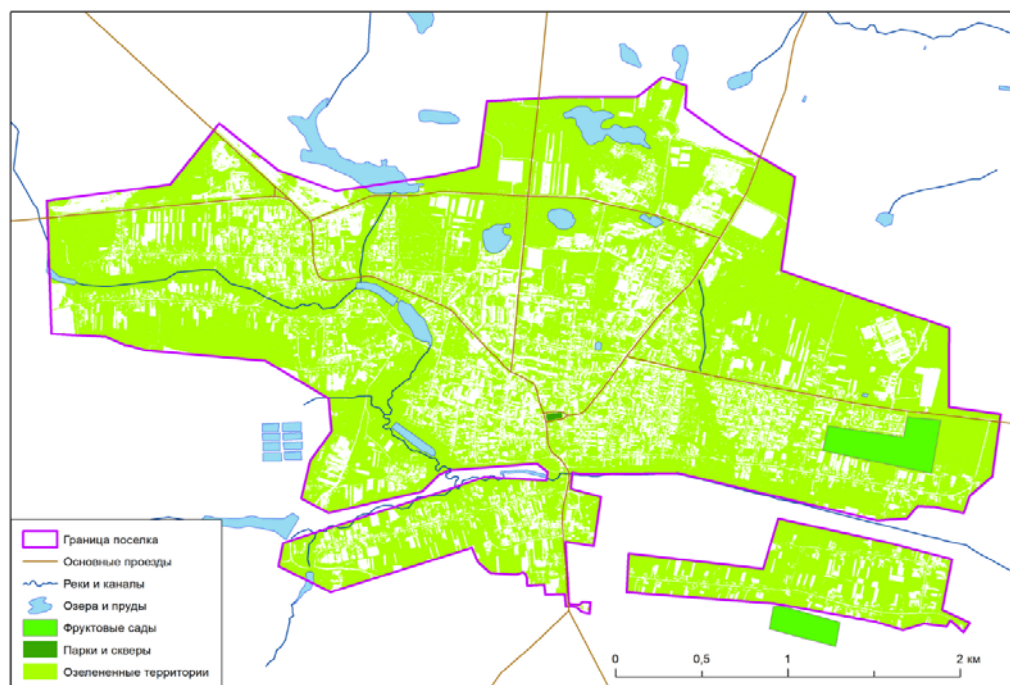 Граница поселка
Основные проезды
Реки и каналы
Озера и пруды
Фруктовые сады
Парки и скверы
Озелененные территории
0 0,5 1 2 км